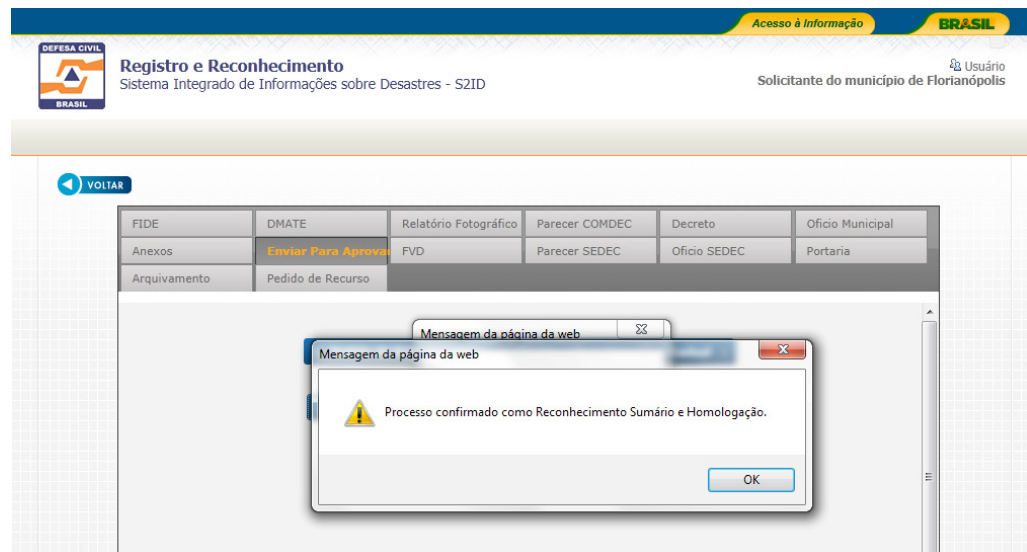 Acesso à Informação
BRASIL
DEFESA CIVIL
BRASIL
Registro e Reconhecimento
Sistema Integrado de Informações sobre Desastres - S2ID
Usuário
Solicitante do município de Florianópolis
VOLTAR
FIDE DMATE Relatório Fotográfico Parecer COMDEC Decreto Oficio Municipal
Anexos Enviar Para Aprova FVD Parecer SEDEC Oficio SEDEC Portaria
Arquivamento Pedido de Recurso
Mensagem da página da web
Mensagem da página da web
Processo confirmado como Reconhecimento Sumário e Homologação.
OK